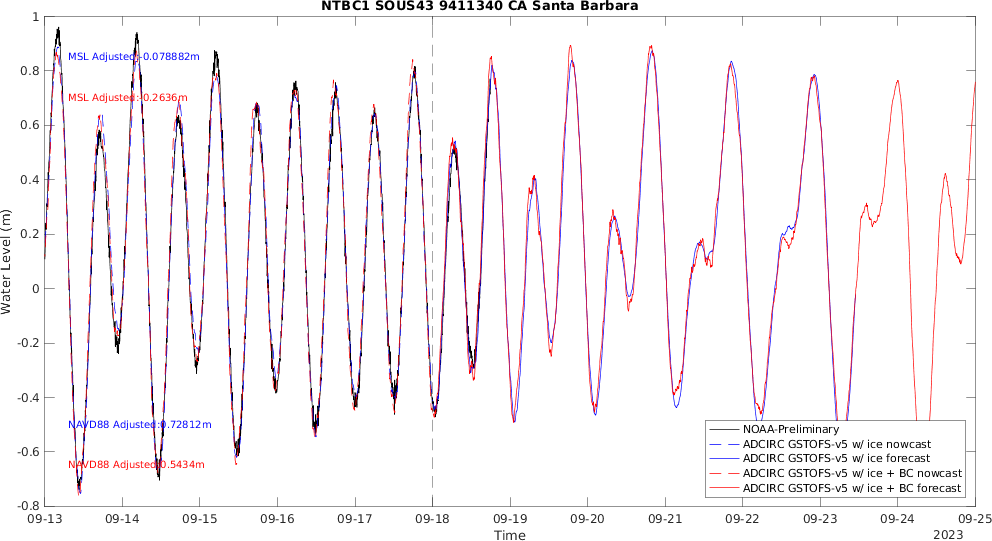 NTBC1 SOUS43 9411340 CA Santa Barbara
Water Level (m)
1
0.8
0.6
0.4
0.2
0
-0.2
-0.4
-0.6
-0.8
MSL Adjusted:-0.078882m
MSL Adjusted:-0.2636m
NAVD88 Adjusted:0.72812m
NAVD88 Adjusted:0.5434m
NOAA-Preliminary
ADCIRC GSTOFS-v5 w/ ice nowcast
ADCIRC GSTOFS-v5 w/ ice forecast
ADCIRC GSTOFS-v5 w/ ice + BC nowcast
ADCIRC GSTOFS-v5 w/ ice + BC forecast
09-13 09-14 09-15 09-16 09-17 09-18 09-19 09-20 09-21 09-22 09-23 09-24 09-25
Time
2023